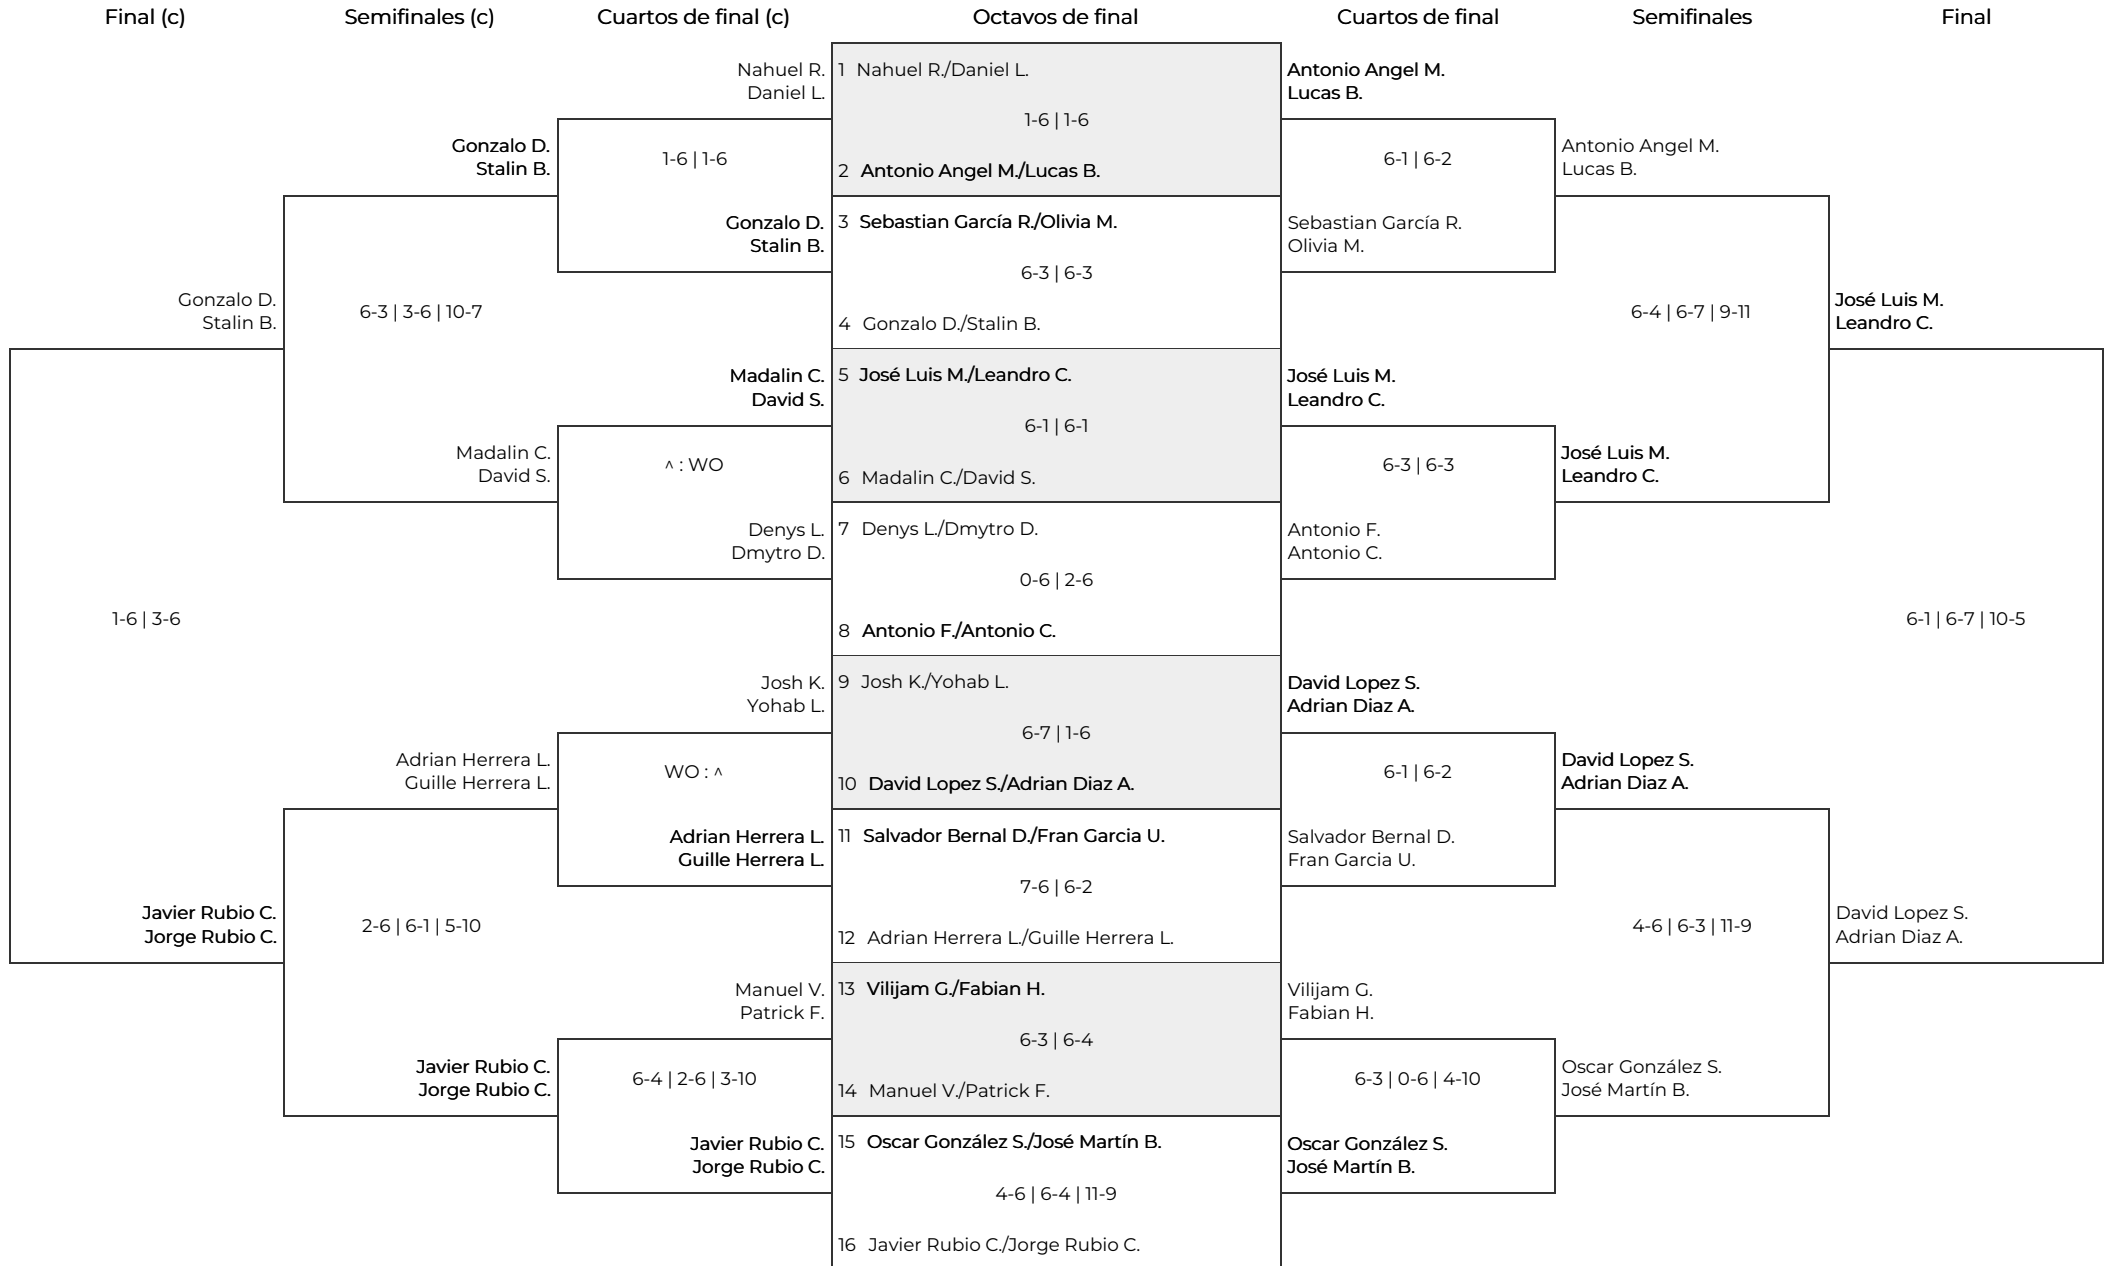 Final (c)
Semifinales (c)
Cuartos de final (c)
Octavos de final
Cuartos de final
Semifinales
Final
Gonzalo D.
Stalin B.
1-6 | 3-6
Javier Rubio C.
Jorge Rubio C.
Gonzalo D.
Stalin B.
6-3 | 3-6 | 10-7
Madalin C.
David S.
Adrian Herrera L.
Guille Herrera L.
2-6 | 6-1 | 5-10
Javier Rubio C.
Jorge Rubio C.
Nahuel R.
Daniel L.
1-6 | 1-6
Gonzalo D.
Stalin B.
Madalin C.
David S.
^ : WO
Denys L.
Dmytro D.
Josh K.
Yohab L.
WO : ^
Adrian Herrera L.
Guille Herrera L.
Manuel V.
Patrick F.
6-4 | 2-6 | 3-10
Javier Rubio C.
Jorge Rubio C.
1 Nahuel R./Daniel L.
1-6 | 1-6
2 Antonio Angel M./Lucas B.
3 Sebastian García R./Olivia M.
6-3 | 6-3
4 Gonzalo D./Stalin B.
5 José Luis M./Leandro C.
6-1 | 6-1
6 Madalin C./David S.
7 Denys L./Dmytro D.
0-6 | 2-6
8 Antonio F./Antonio C.
9 Josh K./Yohab L.
6-7 | 1-6
10 David Lopez S./Adrian Diaz A.
11 Salvador Bernal D./Fran Garcia U.
7-6 | 6-2
12 Adrian Herrera L./Guille Herrera L.
13 Vilijam G./Fabian H.
6-3 | 6-4
14 Manuel V./Patrick F.
15 Oscar González S./José Martín B.
4-6 | 6-4 | 11-9
16 Javier Rubio C./Jorge Rubio C.
Antonio Angel M.
Lucas B.
6-1 | 6-2
Sebastian García R.
Olivia M.
José Luis M.
Leandro C.
6-3 | 6-3
Antonio F.
Antonio C.
David Lopez S.
Adrian Diaz A.
6-1 | 6-2
Salvador Bernal D.
Fran Garcia U.
Vilijam G.
Fabian H.
6-3 | 0-6 | 4-10
Oscar González S.
José Martín B.
Antonio Angel M.
Lucas B.
6-4 | 6-7 | 9-11
José Luis M.
Leandro C.
David Lopez S.
Adrian Diaz A.
4-6 | 6-3 | 11-9
Oscar González S.
José Martín B.
José Luis M.
Leandro C.
6-1 | 6-7 | 10-5
David Lopez S.
Adrian Diaz A.